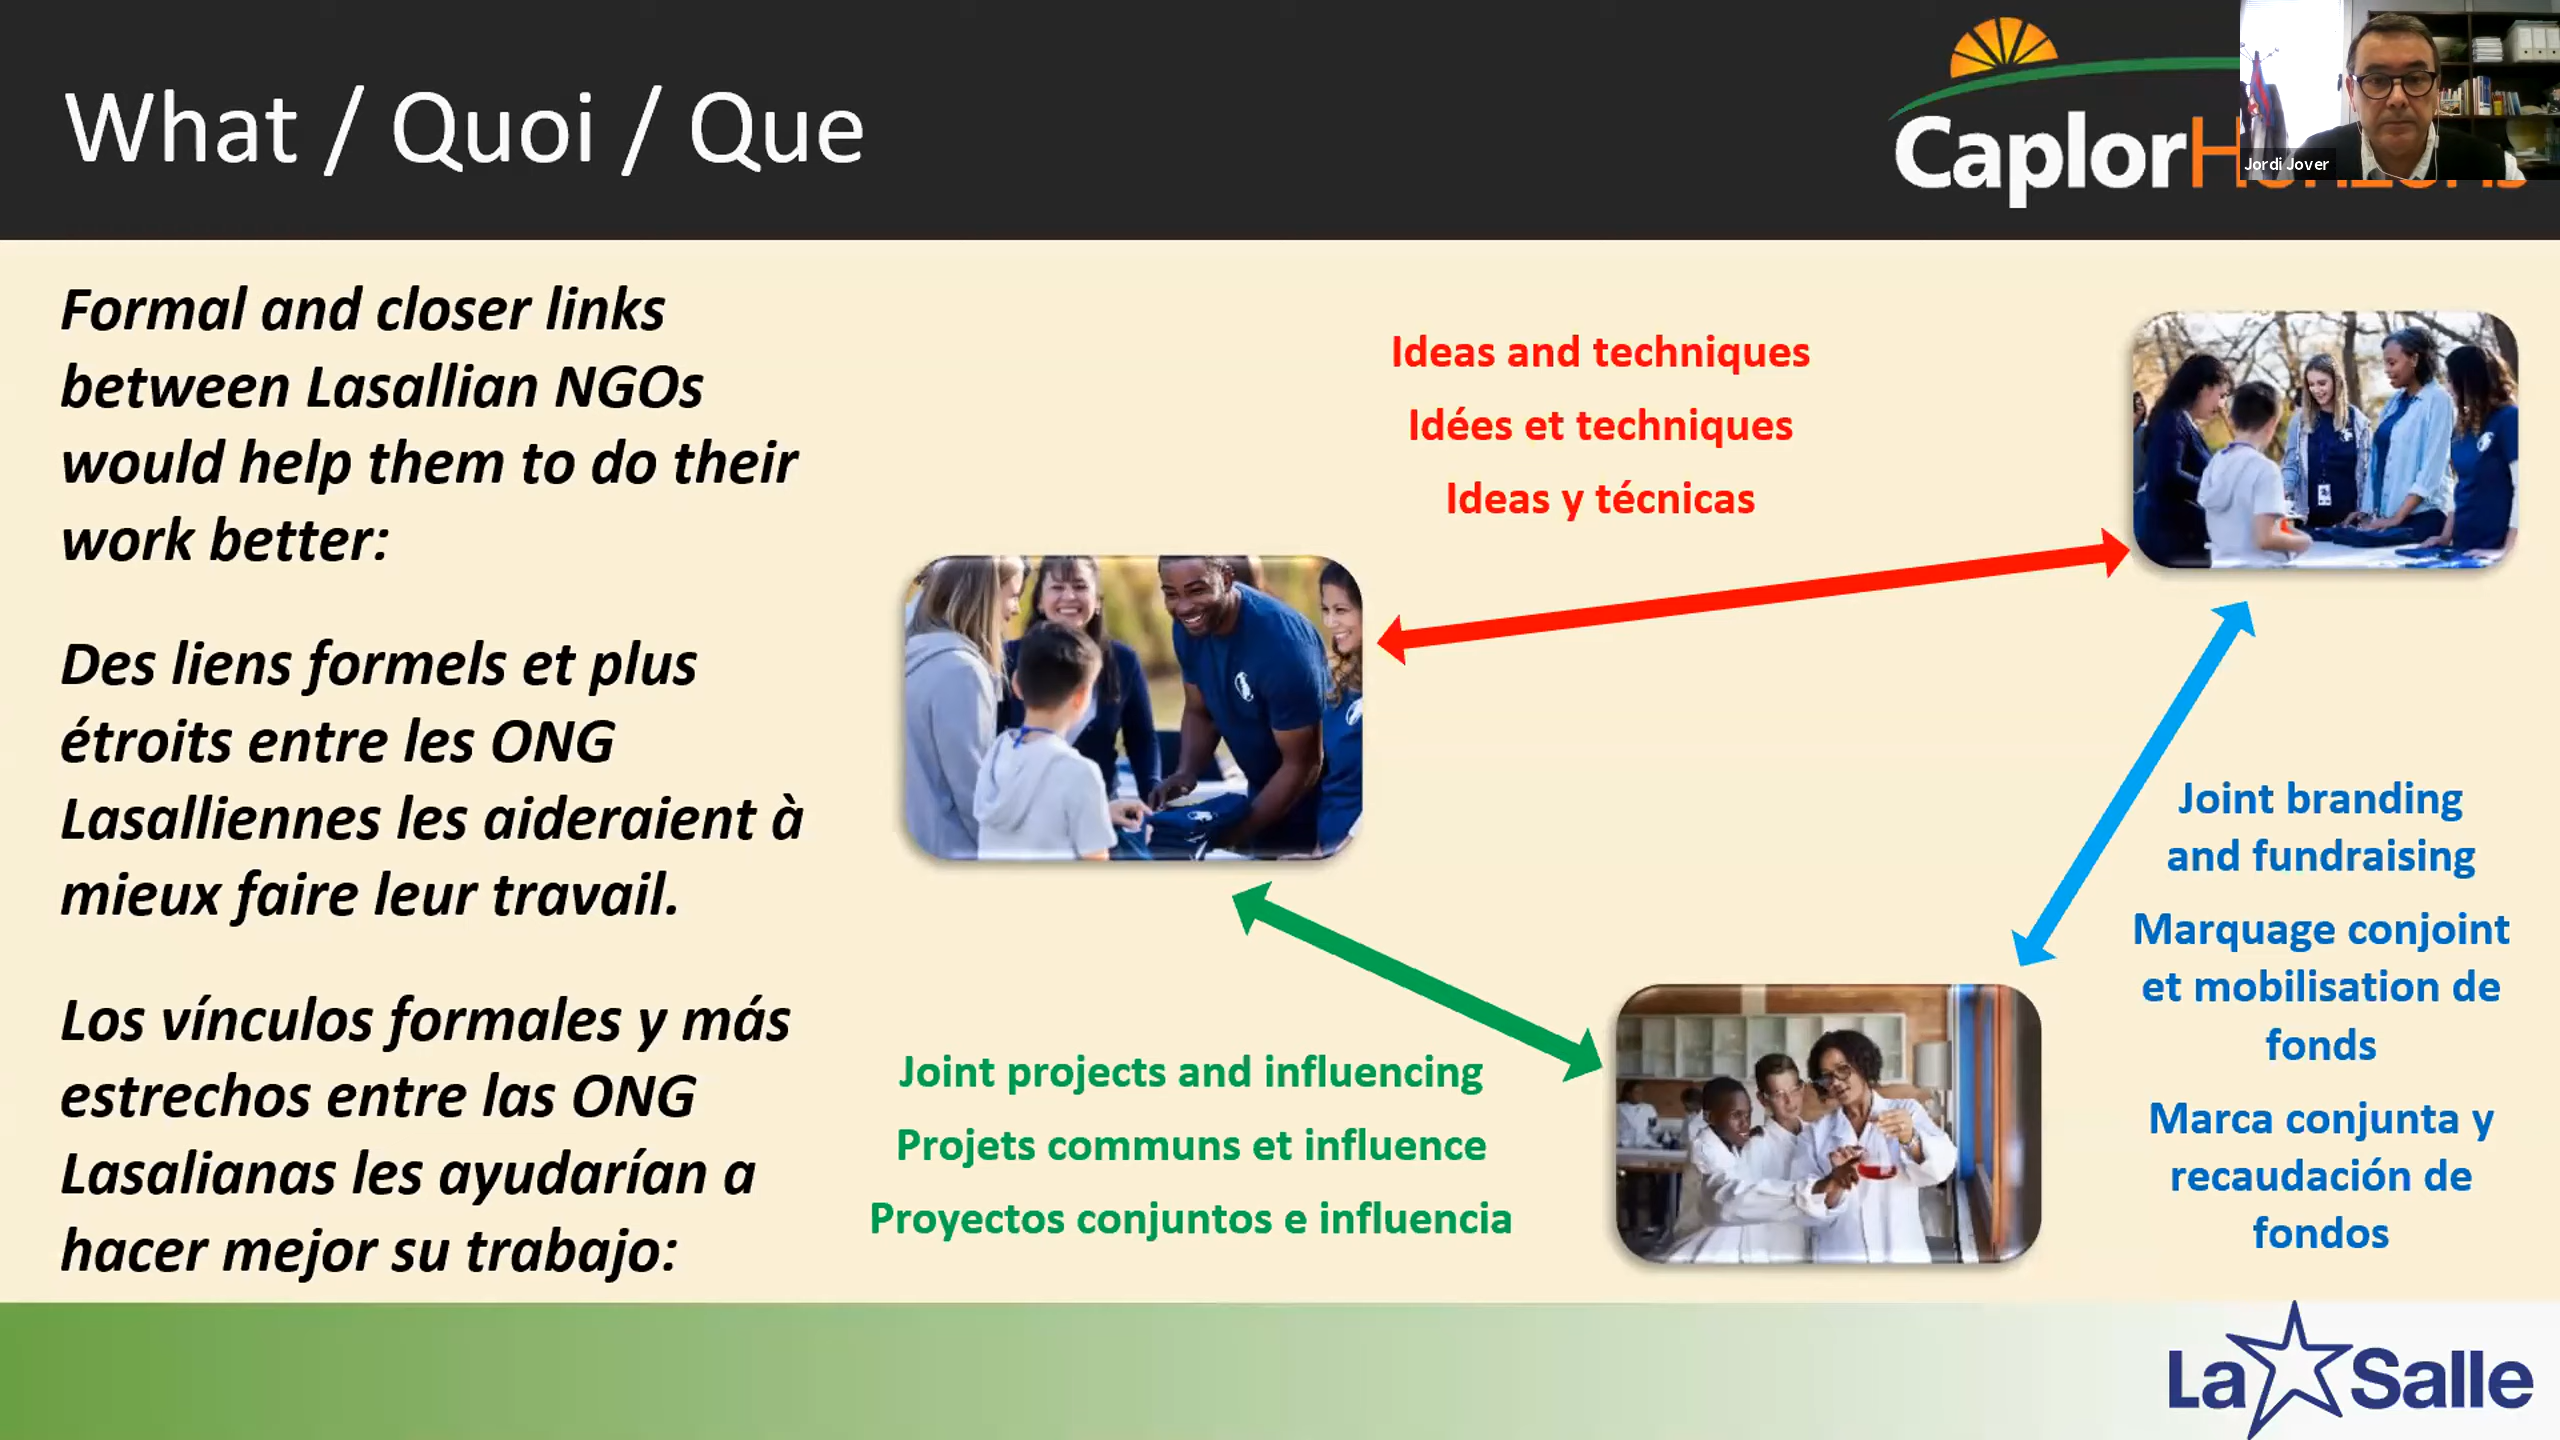 What / Quoi / Que
Caplor
Jordi Jover
Formal and closer links
between Lasallian NGOs
would help them to do their
work better:
Des liens formels et plus
étroits entre les ONG
Lasalliennes les aideraient à
mieux faire leur travail.
Los vínculos formales y más
estrechos entre las ONG
Lasalianas les ayudarían a
hacer mejor su trabajo:
Ideas and techniques
Idées et techniques
Ideas y técnicas
Joint branding
and fundraising
Marquage conjoint
et mobilisation de
fonds
Marca conjunta y
recaudación de
fondos
Joint projects and influencing
Projets communs et influence
Proyectos conjuntos e influencia
La Salle